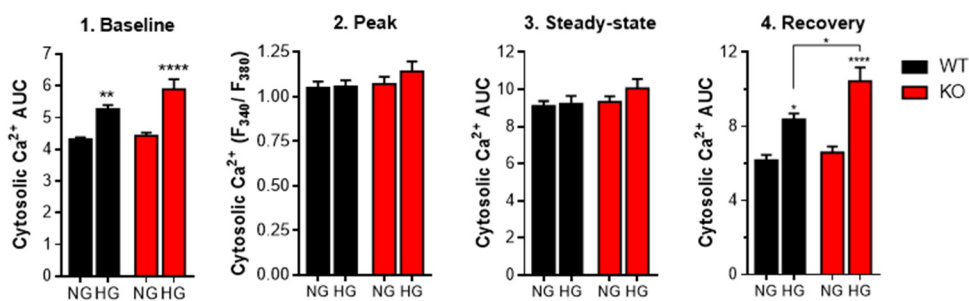 1. Baseline
Cytosolic Ca²⁺ AUC
7
6
5
4
3
2
1
0
**
****
NG HG NG HG
2. Peak
Cytosolic Ca²⁺ (F₃₄₀/ F₃₈₀)
1.25
1.00
0.75
0.50
0.25
0.00
NG HG NG HG
3. Steady-state
Cytosolic Ca²⁺ AUC
12
10
8
6
4
2
0
NG HG NG HG
4. Recovery
Cytosolic Ca²⁺ AUC
12
8
4
0
*
*
****
NG HG NG HG
WT
KO